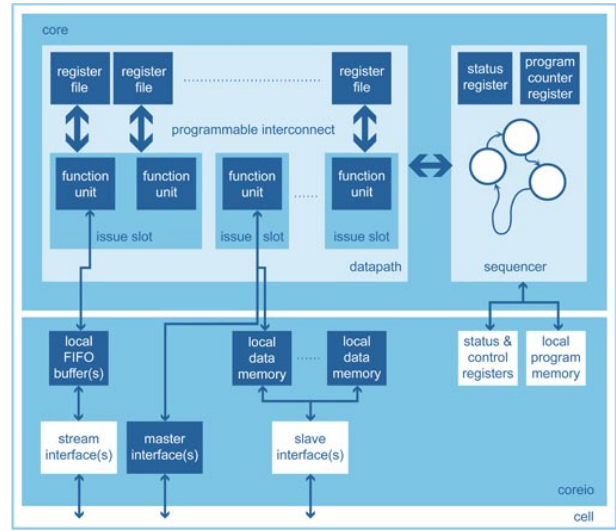 core
register
file
register
file
register
file
status
register
program
counter
register
programmable interconnect
function
unit
function
unit
function
unit
function
unit
issue slot
issue slot
issue slot
datapath
sequencer
local
FIFO
buffer(s)
local
data
memory
local
data
memory
status &
control
registers
local
program
memory
stream
interface(s)
master
interface(s)
slave
interface(s)
coreio
cell